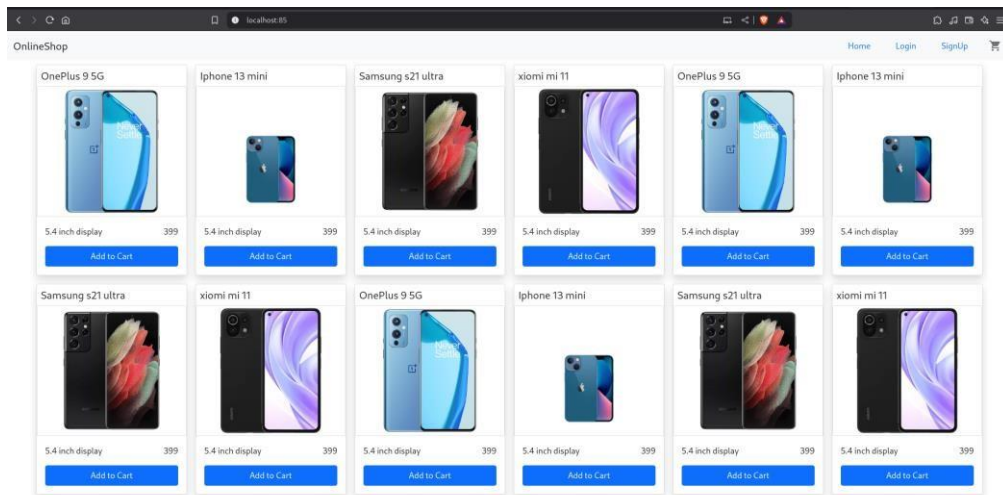 localhost:85
OnlineShop Home Login SignUp
OnePlus 9 5G Iphone 13 mini Samsung s21 ultra xiomi mi 11 OnePlus 9 5G Iphone 13 mini
Never Never
Settle Settle
5.4 inch display 399 5.4 inch display 399 5.4 inch display 399 5.4 inch display 399 5.4 inch display 399 5.4 inch display 399
Add to Cart Add to Cart Add to Cart Add to Cart Add to Cart Add to Cart
Samsung s21 ultra xiomi mi 11 OnePlus 9 5G Iphone 13 mini Samsung s21 ultra xiomi mi 11
Never
Settle
5.4 inch display 399 5.4 inch display 399 5.4 inch display 399 5.4 inch display 399 5.4 inch display 399 5.4 inch display 399
Add to Cart Add to Cart Add to Cart Add to Cart Add to Cart Add to Cart